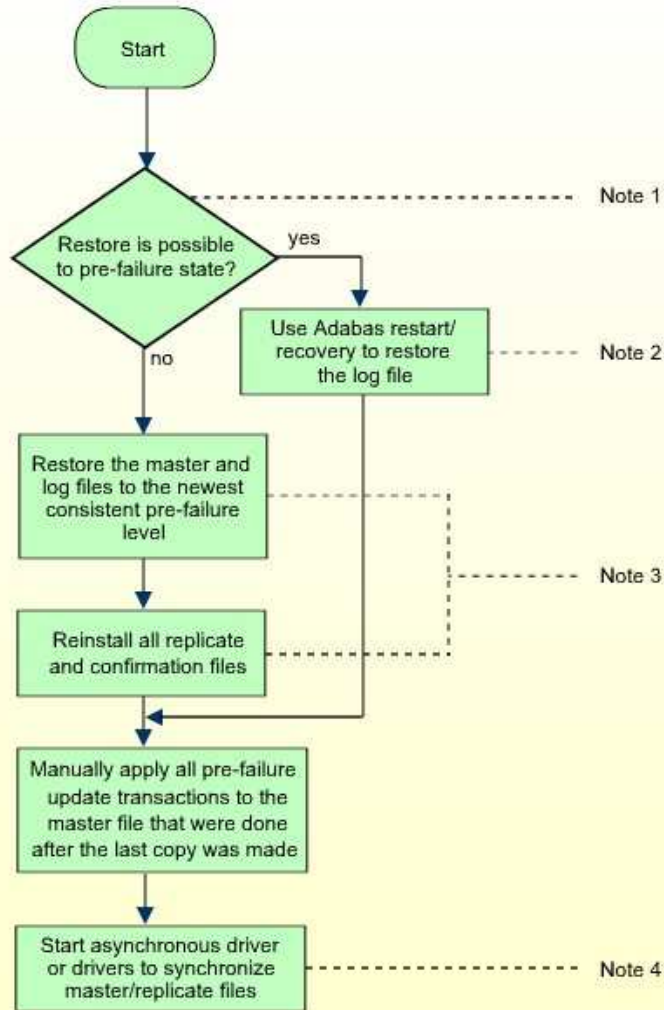 Start
Note 1
Restore is possible
to pre-failure state?
yes
no
Use Adabas restart/
recovery to restore
the log file
Note 2
Restore the master and
log files to the newest
consistent pre-failure
level
Note 3
Reinstall all replicate
and confirmation files
Manually apply all pre-failure
update transactions to the
master file that were done
after the last copy was made
Start asynchronous driver
or drivers to synchronize
master/replicate files
Note 4